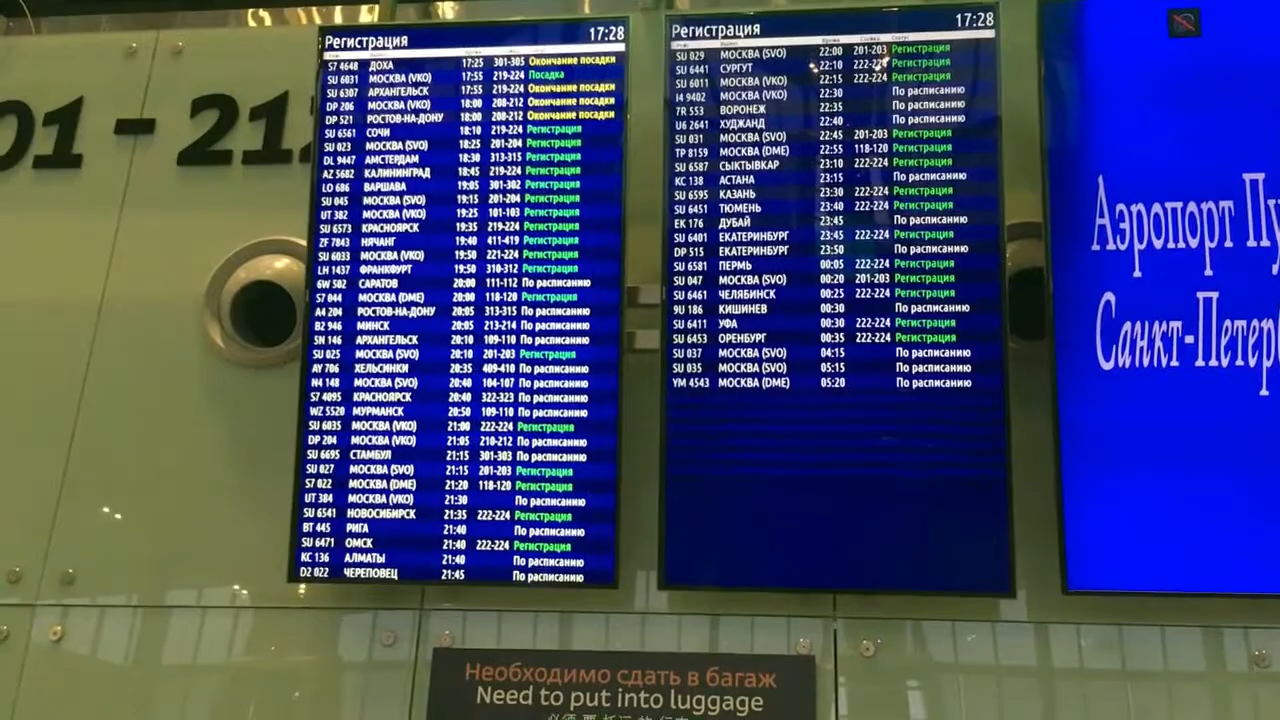 01 - 212
Регистрация 17:28
S7 4648 ДОХА 17:25 301-305 Окончание посадки
SU 6031 МОСКВА (VKO) 17:55 219-224 Посадка
SU 6307 АРХАНГЕЛЬСК 17:55 219-224 Окончание посадки
DP 206 МОСКВА (VKO) 18:00 208-212 Окончание посадки
DP 521 РОСТОВ-НА-ДОНУ 18:00 208-212 Окончание посадки
SU 6561 СОЧИ 18:10 219-224 Регистрация
SU 023 МОСКВА (SVO) 18:25 201-204 Регистрация
DL 9447 АМСТЕРДАМ 18:30 313-315 Регистрация
AZ 5682 КАЛИНИНГРАД 18:45 219-224 Регистрация
LO 686 ВАРШАВА 19:05 301-302 Регистрация
SU 045 МОСКВА (SVO) 19:15 201-204 Регистрация
UT 382 МОСКВА (VKO) 19:25 101-103 Регистрация
SU 6573 КРАСНОЯРСК 19:35 219-224 Регистрация
ZF 7843 НЯЧАНГ 19:40 411-419 Регистрация
SU 6033 МОСКВА (VKO) 19:50 221-224 Регистрация
LH 1437 ФРАНКФУРТ 19:50 310-312 Регистрация
6W 502 САРАТОВ 20:00 111-112 По расписанию
S7 044 МОСКВА (DME) 20:00 118-120 Регистрация
A4 204 РОСТОВ-НА-ДОНУ 20:05 313-315 По расписанию
B2 946 МИНСК 20:05 213-214 По расписанию
5N 146 АРХАНГЕЛЬСК 20:10 109-110 По расписанию
SU 025 МОСКВА (SVO) 20:10 201-203 Регистрация
AY 706 ХЕЛЬСИНКИ 20:35 409-410 По расписанию
N4 148 МОСКВА (SVO) 20:40 104-107 По расписанию
S7 4095 КРАСНОЯРСК 20:40 322-323 По расписанию
WZ 5520 МУРМАНСК 20:50 109-110 По расписанию
SU 6035 МОСКВА (VKO) 21:00 222-224 Регистрация
DP 204 МОСКВА (VKO) 21:05 210-212 По расписанию
SU 6695 СТАМБУЛ 21:15 301-303 По расписанию
SU 027 МОСКВА (SVO) 21:15 201-203 Регистрация
S7 022 МОСКВА (DME) 21:20 118-120 Регистрация
UT 384 МОСКВА (VKO) 21:30 По расписанию
SU 6541 НОВОСИБИРСК 21:35 222-224 Регистрация
BT 445 РИГА 21:40 По расписанию
SU 6471 ОМСК 21:40 222-224 Регистрация
KC 136 АЛМАТЫ 21:40 По расписанию
D2 022 ЧЕРЕПОВЕЦ 21:45 По расписанию
Регистрация 17:28
SU 029 МОСКВА (SVO) 22:00 201-203 Регистрация
SU 6441 СУРГУТ 22:10 222-224 Регистрация
SU 6011 МОСКВА (VKO) 22:15 222-224 Регистрация
I4 9402 МОСКВА (VKO) 22:30 По расписанию
7R 553 ВОРОНЕЖ 22:35 По расписанию
U6 2641 ХУДЖАНД 22:40 По расписанию
SU 031 МОСКВА (SVO) 22:45 201-203 Регистрация
TP 8159 МОСКВА (DME) 22:55 118-120 Регистрация
SU 6587 СЫКТЫВКАР 23:10 222-224 Регистрация
KC 138 АСТАНА 23:15 По расписанию
SU 6595 КАЗАНЬ 23:30 222-224 Регистрация
SU 6451 ТЮМЕНЬ 23:40 222-224 Регистрация
EK 176 ДУБАЙ 23:45 По расписанию
SU 6401 ЕКАТЕРИНБУРГ 23:45 222-224 Регистрация
DP 515 ЕКАТЕРИНБУРГ 23:50 По расписанию
SU 6581 ПЕРМЬ 00:05 222-224 Регистрация
SU 047 МОСКВА (SVO) 00:20 201-203 Регистрация
SU 6461 ЧЕЛЯБИНСК 00:25 222-224 Регистрация
9U 186 КИШИНЕВ 00:30 По расписанию
SU 6411 УФА 00:30 222-224 Регистрация
SU 6453 ОРЕНБУРГ 00:35 222-224 Регистрация
SU 037 МОСКВА (SVO) 04:15 По расписанию
SU 035 МОСКВА (SVO) 05:15 По расписанию
YM 4543 МОСКВА (DME) 05:20 По расписанию
Аэропорт Пу
Санкт-Петер
Необходимо сдать в багаж
Need to put into luggage